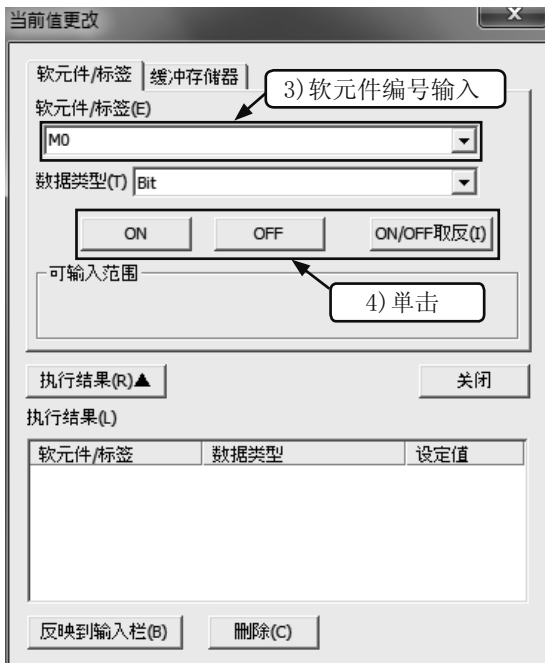 当前值更改
X
软元件/标签 缓冲存储器
3)软元件编号输入
软元件/标签(E)
M0
数据类型(T) Bit
ON OFF ON/OFF取反(I)
可输入范围
4)单击
执行结果(R)▲ 关闭
执行结果(L)
软元件/标签 数据类型 设定值
反映到输入栏(B) 删除(C)